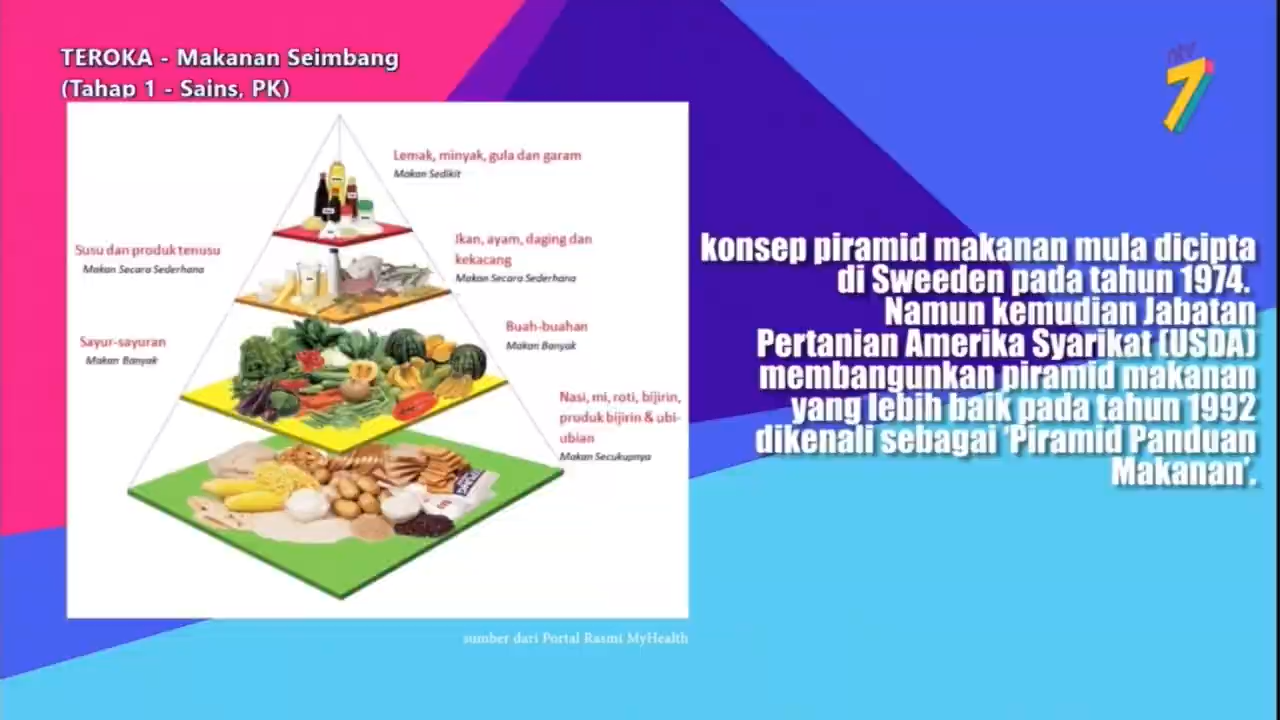 TEROKA - Makanan Seimbang
(Tahap 1 - Sains, PK)
ntv
7
Lemak, minyak, gula dan garam
Makan Sedikit
Susu dan produk tenusu
Makan Secara Sederhana
Ikan, ayam, daging dan
kekacang
Makan Secara Sederhana
Sayur-sayuran
Makan Banyak
Buah-buahan
Makan Banyak
Nasi, mi, roti, bijirin,
produk bijirin & ubi-
ubian
Makan Secukupnya
konsep piramid makanan mula dicipta
di Sweeden pada tahun 1974.
Namun kemudian Jabatan
Pertanian Amerika Syarikat (USDA)
membangunkan piramid makanan
yang lebih baik pada tahun 1992
dikenali sebagai 'Piramid Panduan
Makanan'.
sumber dari Portal Rasmi MyHealth